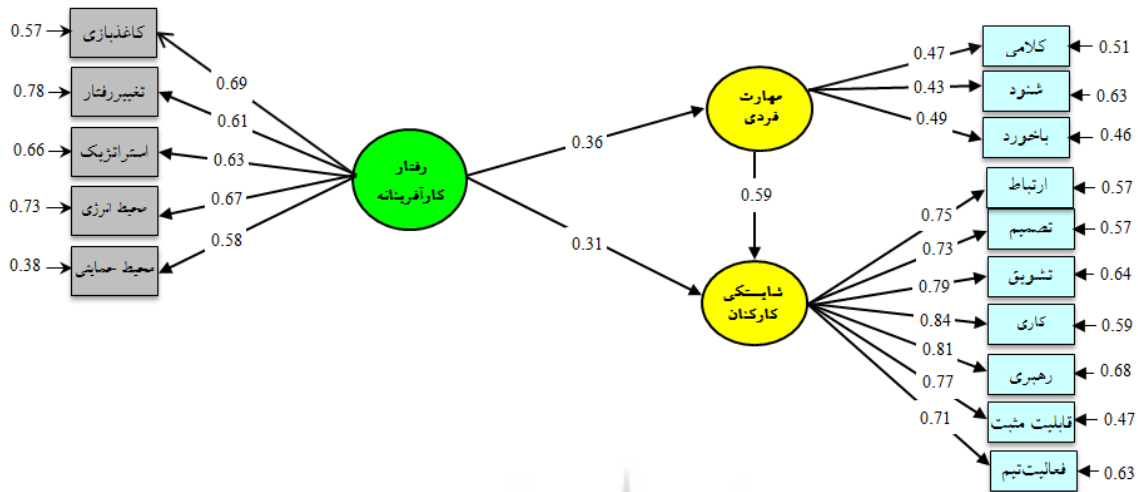 0.57
کاغذبازی
0.69
0.78
تغییررفتار
0.61
0.66
استراتژیک
0.63
0.73
محیط انرژی
0.67
0.38
محیط حمایتی
0.58
رفتار
کارآفرینانه
0.36
0.31
مهارت
فردی
0.59
شایستگی
کارکنان
0.47
کلامی
0.51
0.43
شنود
0.63
0.49
باخورد
0.46
0.75
ارتباط
0.57
0.73
تصمیم
0.57
0.79
تشویق
0.64
0.84
کاری
0.59
0.81
رهبری
0.68
0.77
قابلیت مثبت
0.47
0.71
فعالیت‌تیم
0.63